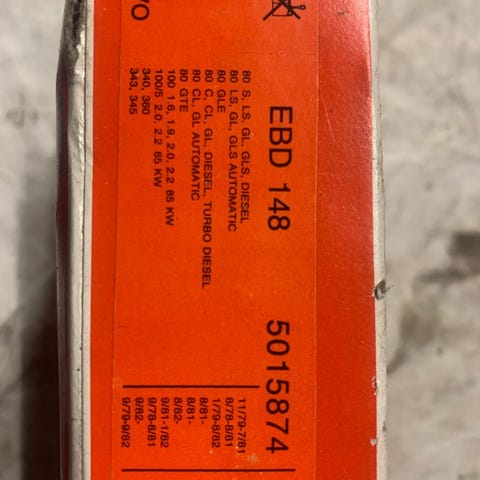 EBD 148 5015874
80 S, LS, GL, GLS, DIESEL 11/79-7/81
80 LS, GL, GLS AUTOMATIC 8/78-8/81
80 GLE 1/79-8/82
80 C, CL, GL, DIESEL, TURBO DIESEL 8/81-
80 CL, GL AUTOMATIC 8/81-
80 GTE 8/82-
100 1.6, 1.9, 2.0, 2.2 85 KW 9/81-1/82
100/5 2.0, 2.2 85 KW 9/78-8/81
340, 360 9/82-
343, 345 9/79-9/82